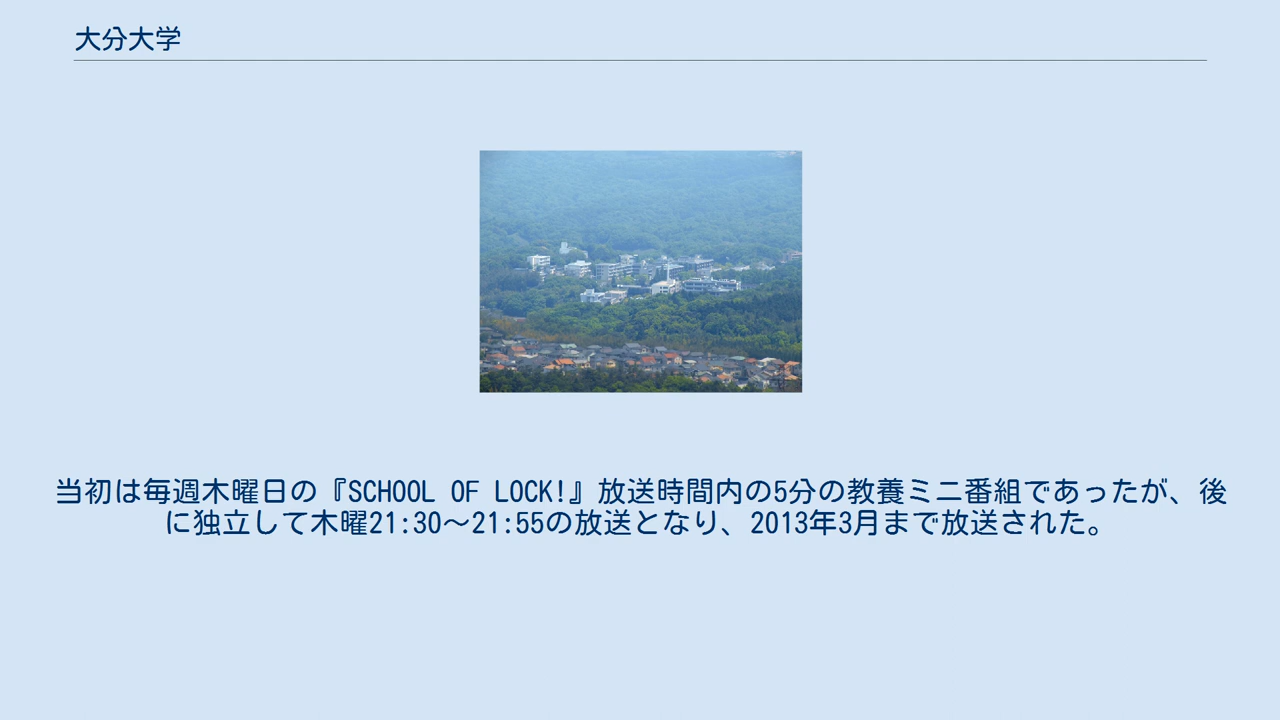 大分大学
当初は毎週木曜日の『SCHOOL OF LOCK!』放送時間内の5分の教養ミニ番組であったが、後
に独立して木曜21:30～21:55の放送となり、2013年3月まで放送された。